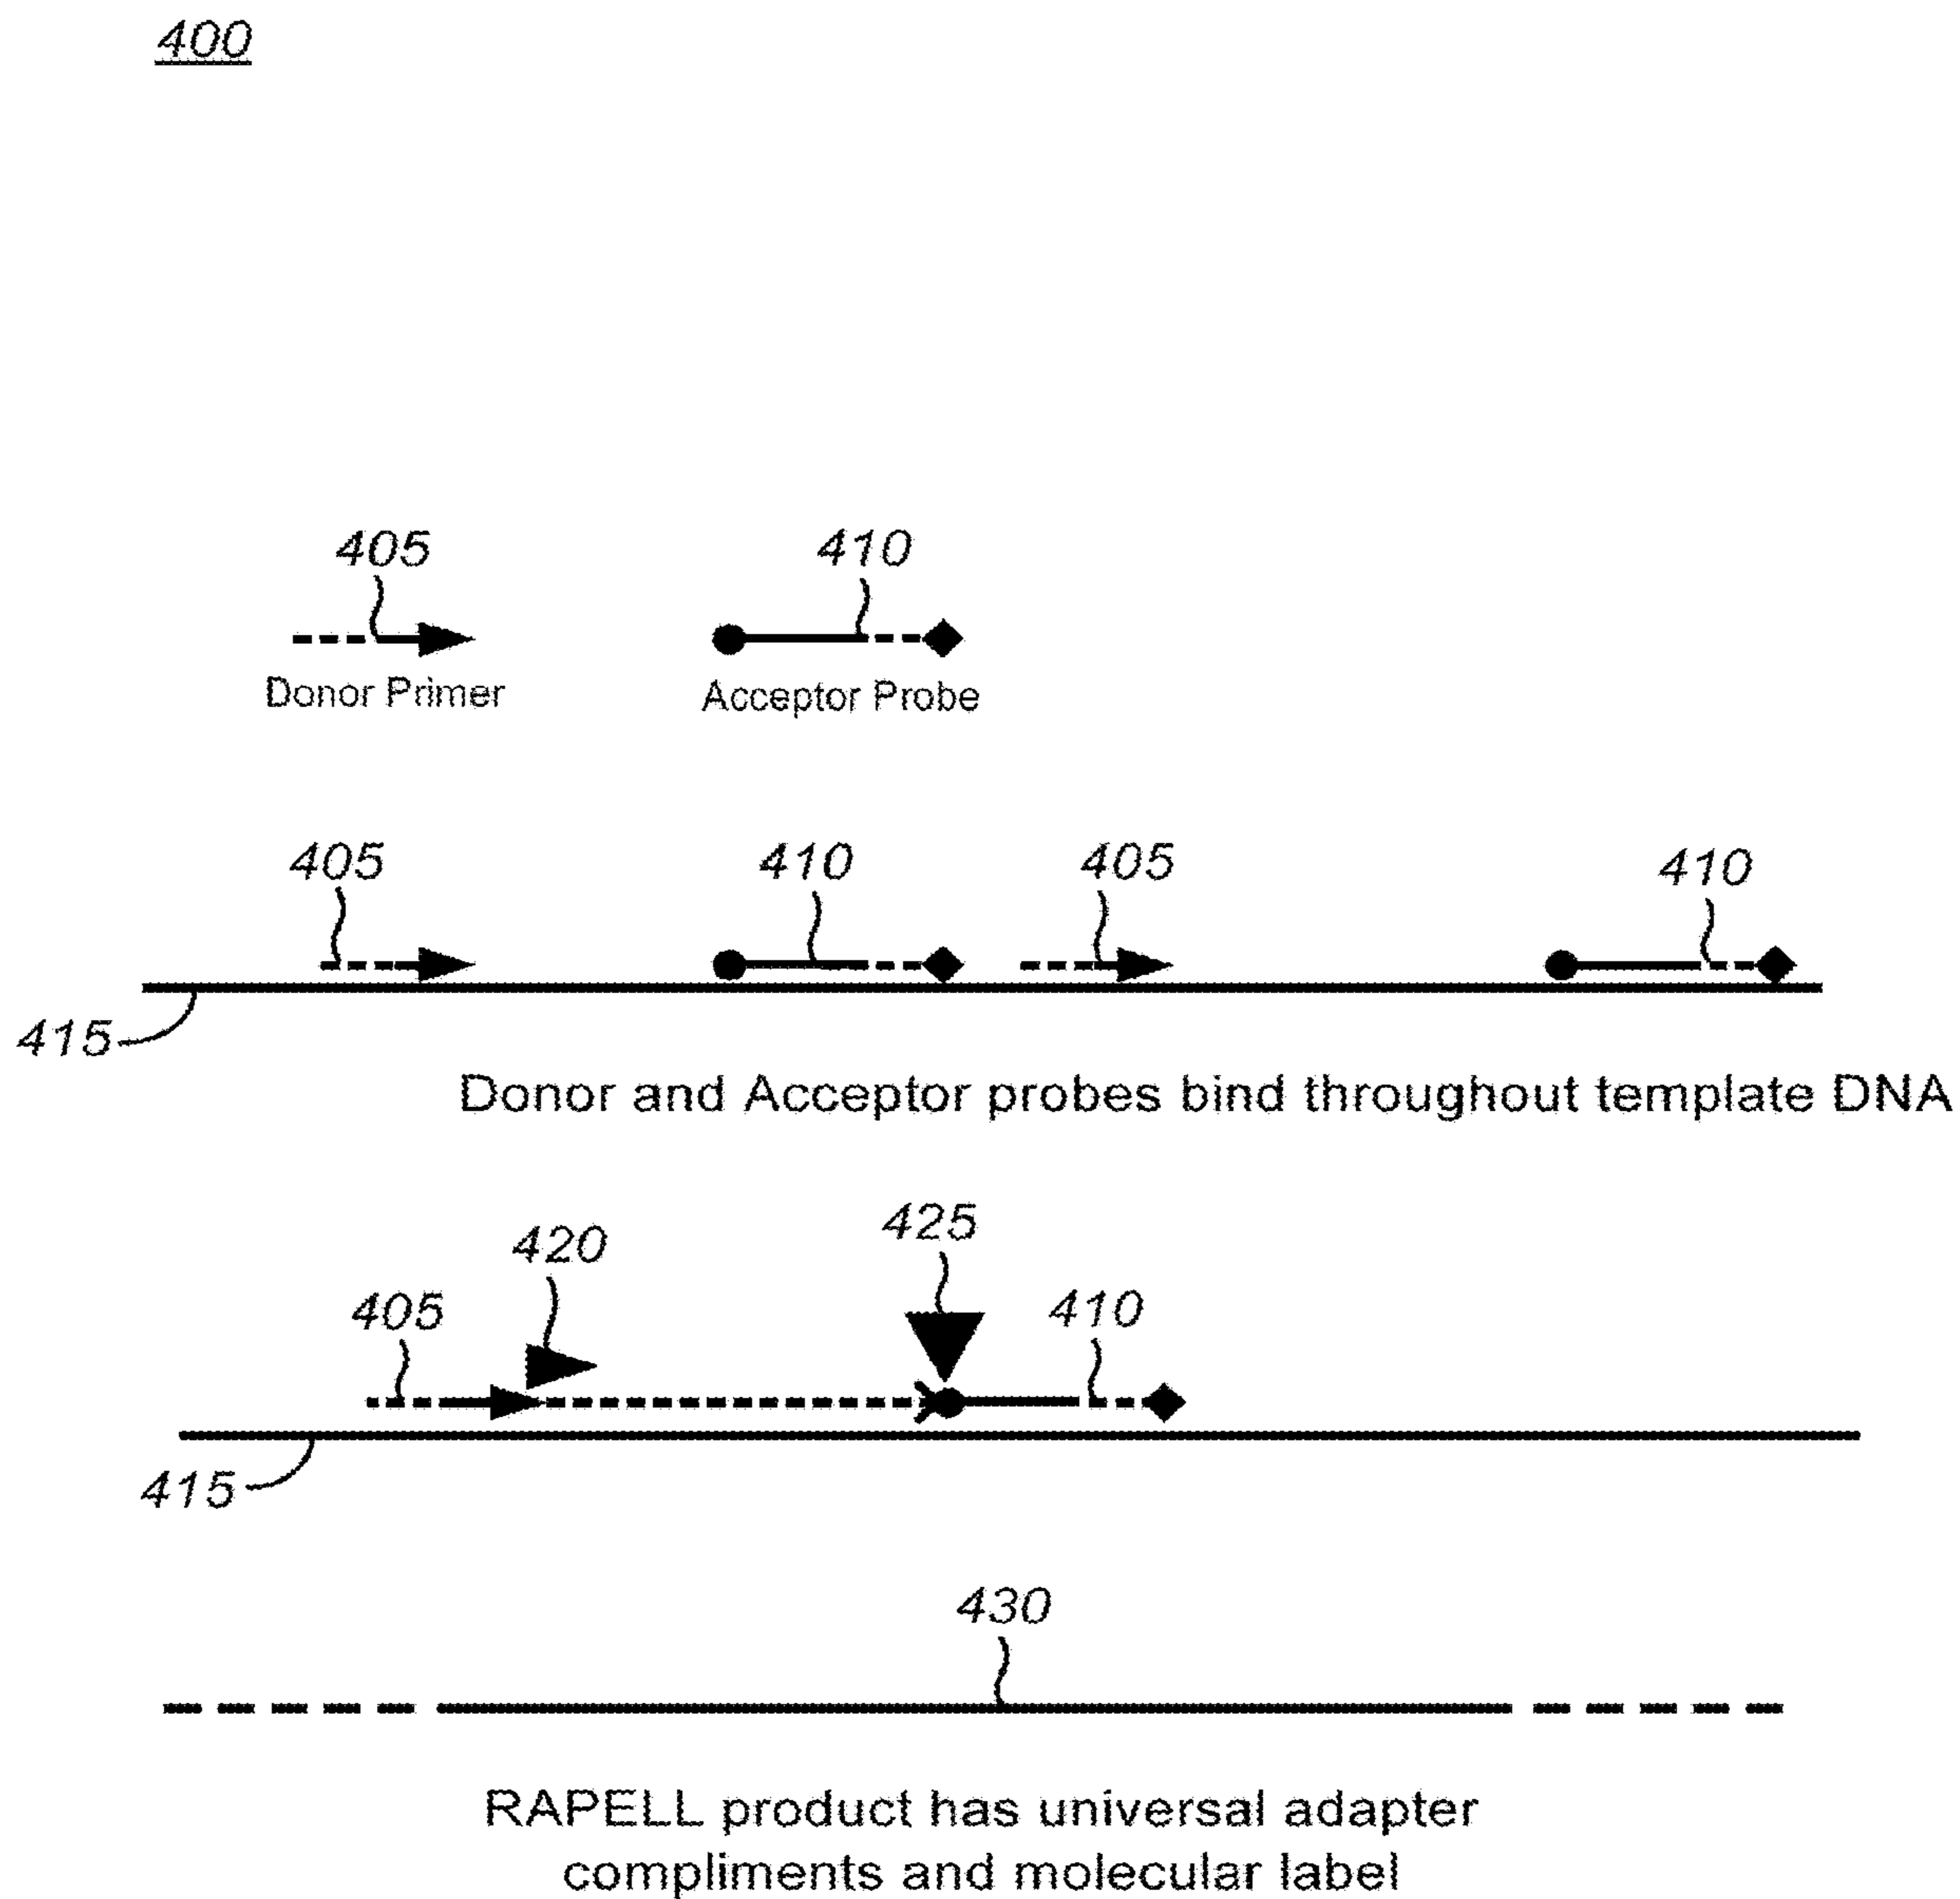 400
405 410
Donor Primer Acceptor Probe
405 410 405 410
415
Donor and Acceptor probes bind throughout template DNA
425
420
405 410
415
430
RAPELL product has universal adapter
compliments and molecular label